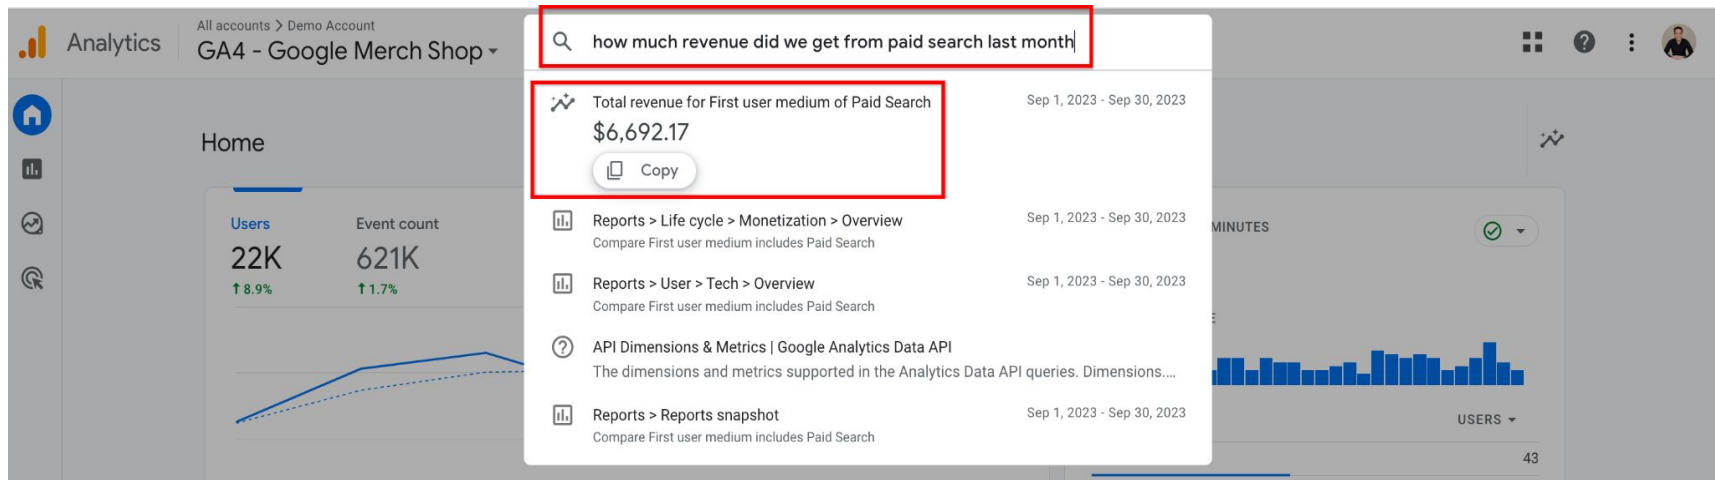 Analytics
All accounts > Demo Account
GA4 - Google Merch Shop
how much revenue did we get from paid search last month
Total revenue for First user medium of Paid Search
Sep 1, 2023 - Sep 30, 2023
$6,692.17
Copy
Reports > Life cycle > Monetization > Overview
Sep 1, 2023 - Sep 30, 2023
Compare First user medium includes Paid Search
Reports > User > Tech > Overview
Sep 1, 2023 - Sep 30, 2023
Compare First user medium includes Paid Search
API Dimensions & Metrics | Google Analytics Data API
The dimensions and metrics supported in the Analytics Data API queries. Dimensions....
Reports > Reports snapshot
Sep 1, 2023 - Sep 30, 2023
Compare First user medium includes Paid Search
Home
Users
Event count
22K
621K
8.9%
1.7%
MINUTES
USERS
43